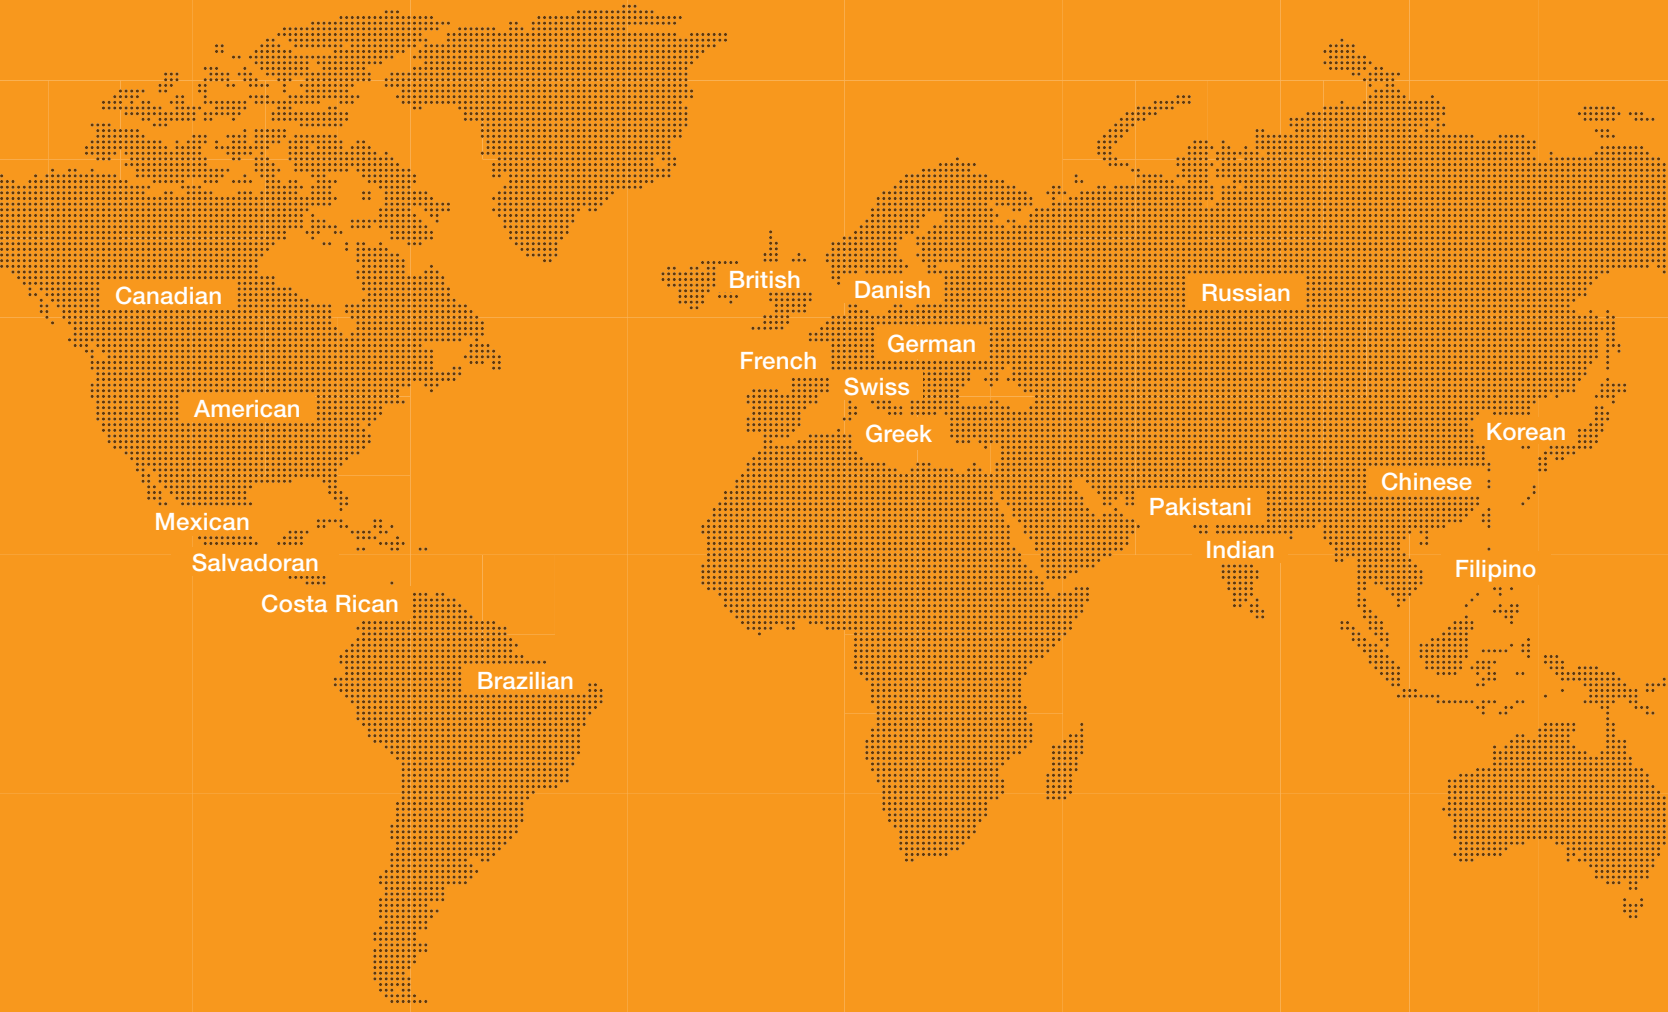 British
Danish
Canadian
Russian
German
French
Swiss
American
Greek
Korean
Chinese
Pakistani
Mexican
Indian
Salvadoran
Filipino
Costa Rican
Brazilian